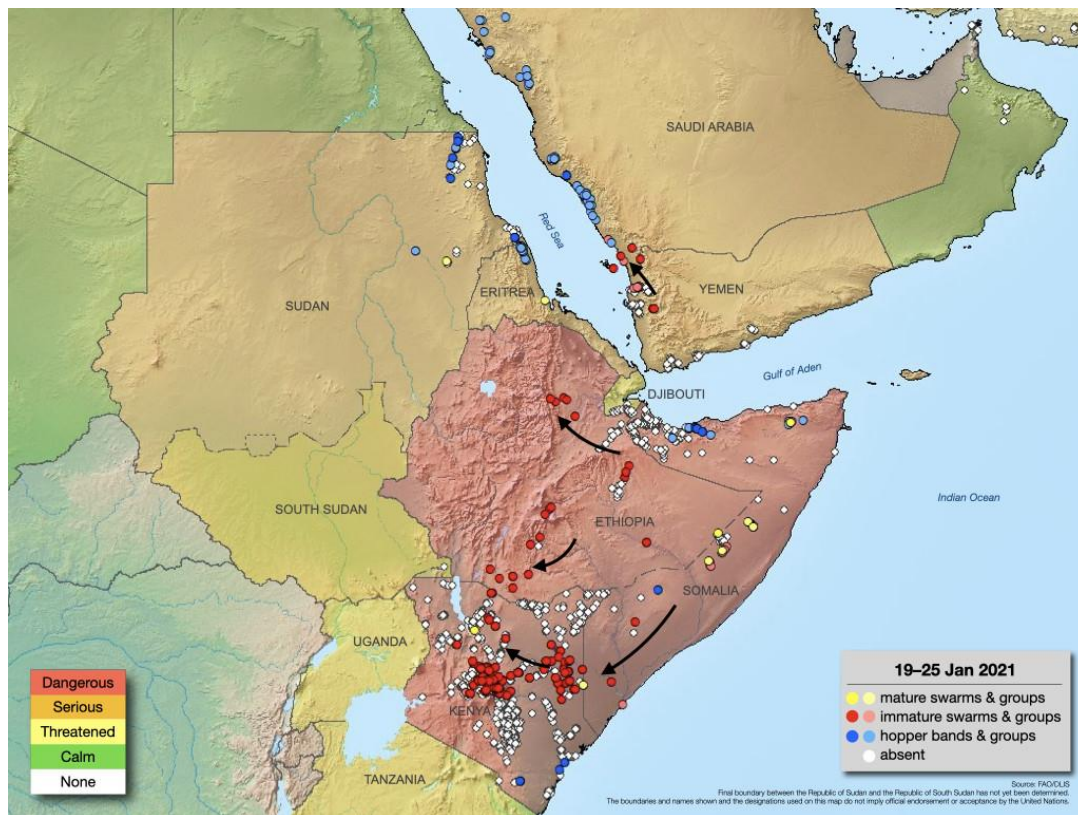 SAUDI ARABIA
Red Sea
SUDAN
ERITREA
YEMEN
Gulf of Aden
DJIBOUTI
Indian Ocean
SOUTH SUDAN
ETHIOPIA
SOMALIA
UGANDA
KENYA
TANZANIA
Dangerous
Serious
Threatened
Calm
None
19–25 Jan 2021
mature swarms & groups
immature swarms & groups
hopper bands & groups
absent
Source: FAO/DLIS
Final boundary between the Republic of Sudan and the Republic of South Sudan has not yet been determined.
The boundaries and names shown and the designations used on this map do not imply official endorsement or acceptance by the United Nations.